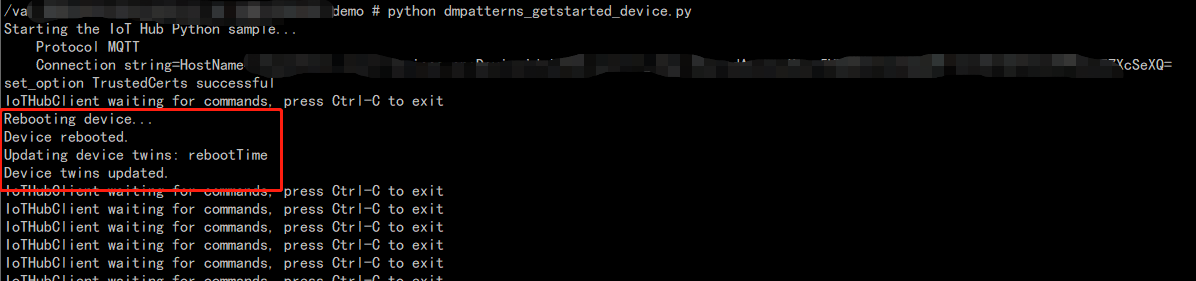 /va demo # python dmpatterns_getstarted_device.py
Starting the IoT Hub Python sample...
Protocol MQTT
Connection string=HostName XcSeXQ=
set_option TrustedCerts successful
IoTHubClient waiting for commands, press Ctrl-C to exit
Rebooting device...
Device rebooted.
Updating device twins: rebootTime
Device twins updated.
IoTHubClient waiting for commands, press Ctrl-C to exit
IoTHubClient waiting for commands, press Ctrl-C to exit
IoTHubClient waiting for commands, press Ctrl-C to exit
IoTHubClient waiting for commands, press Ctrl-C to exit
IoTHubClient waiting for commands, press Ctrl-C to exit
IoTHubClient waiting for commands, press Ctrl-C to exit